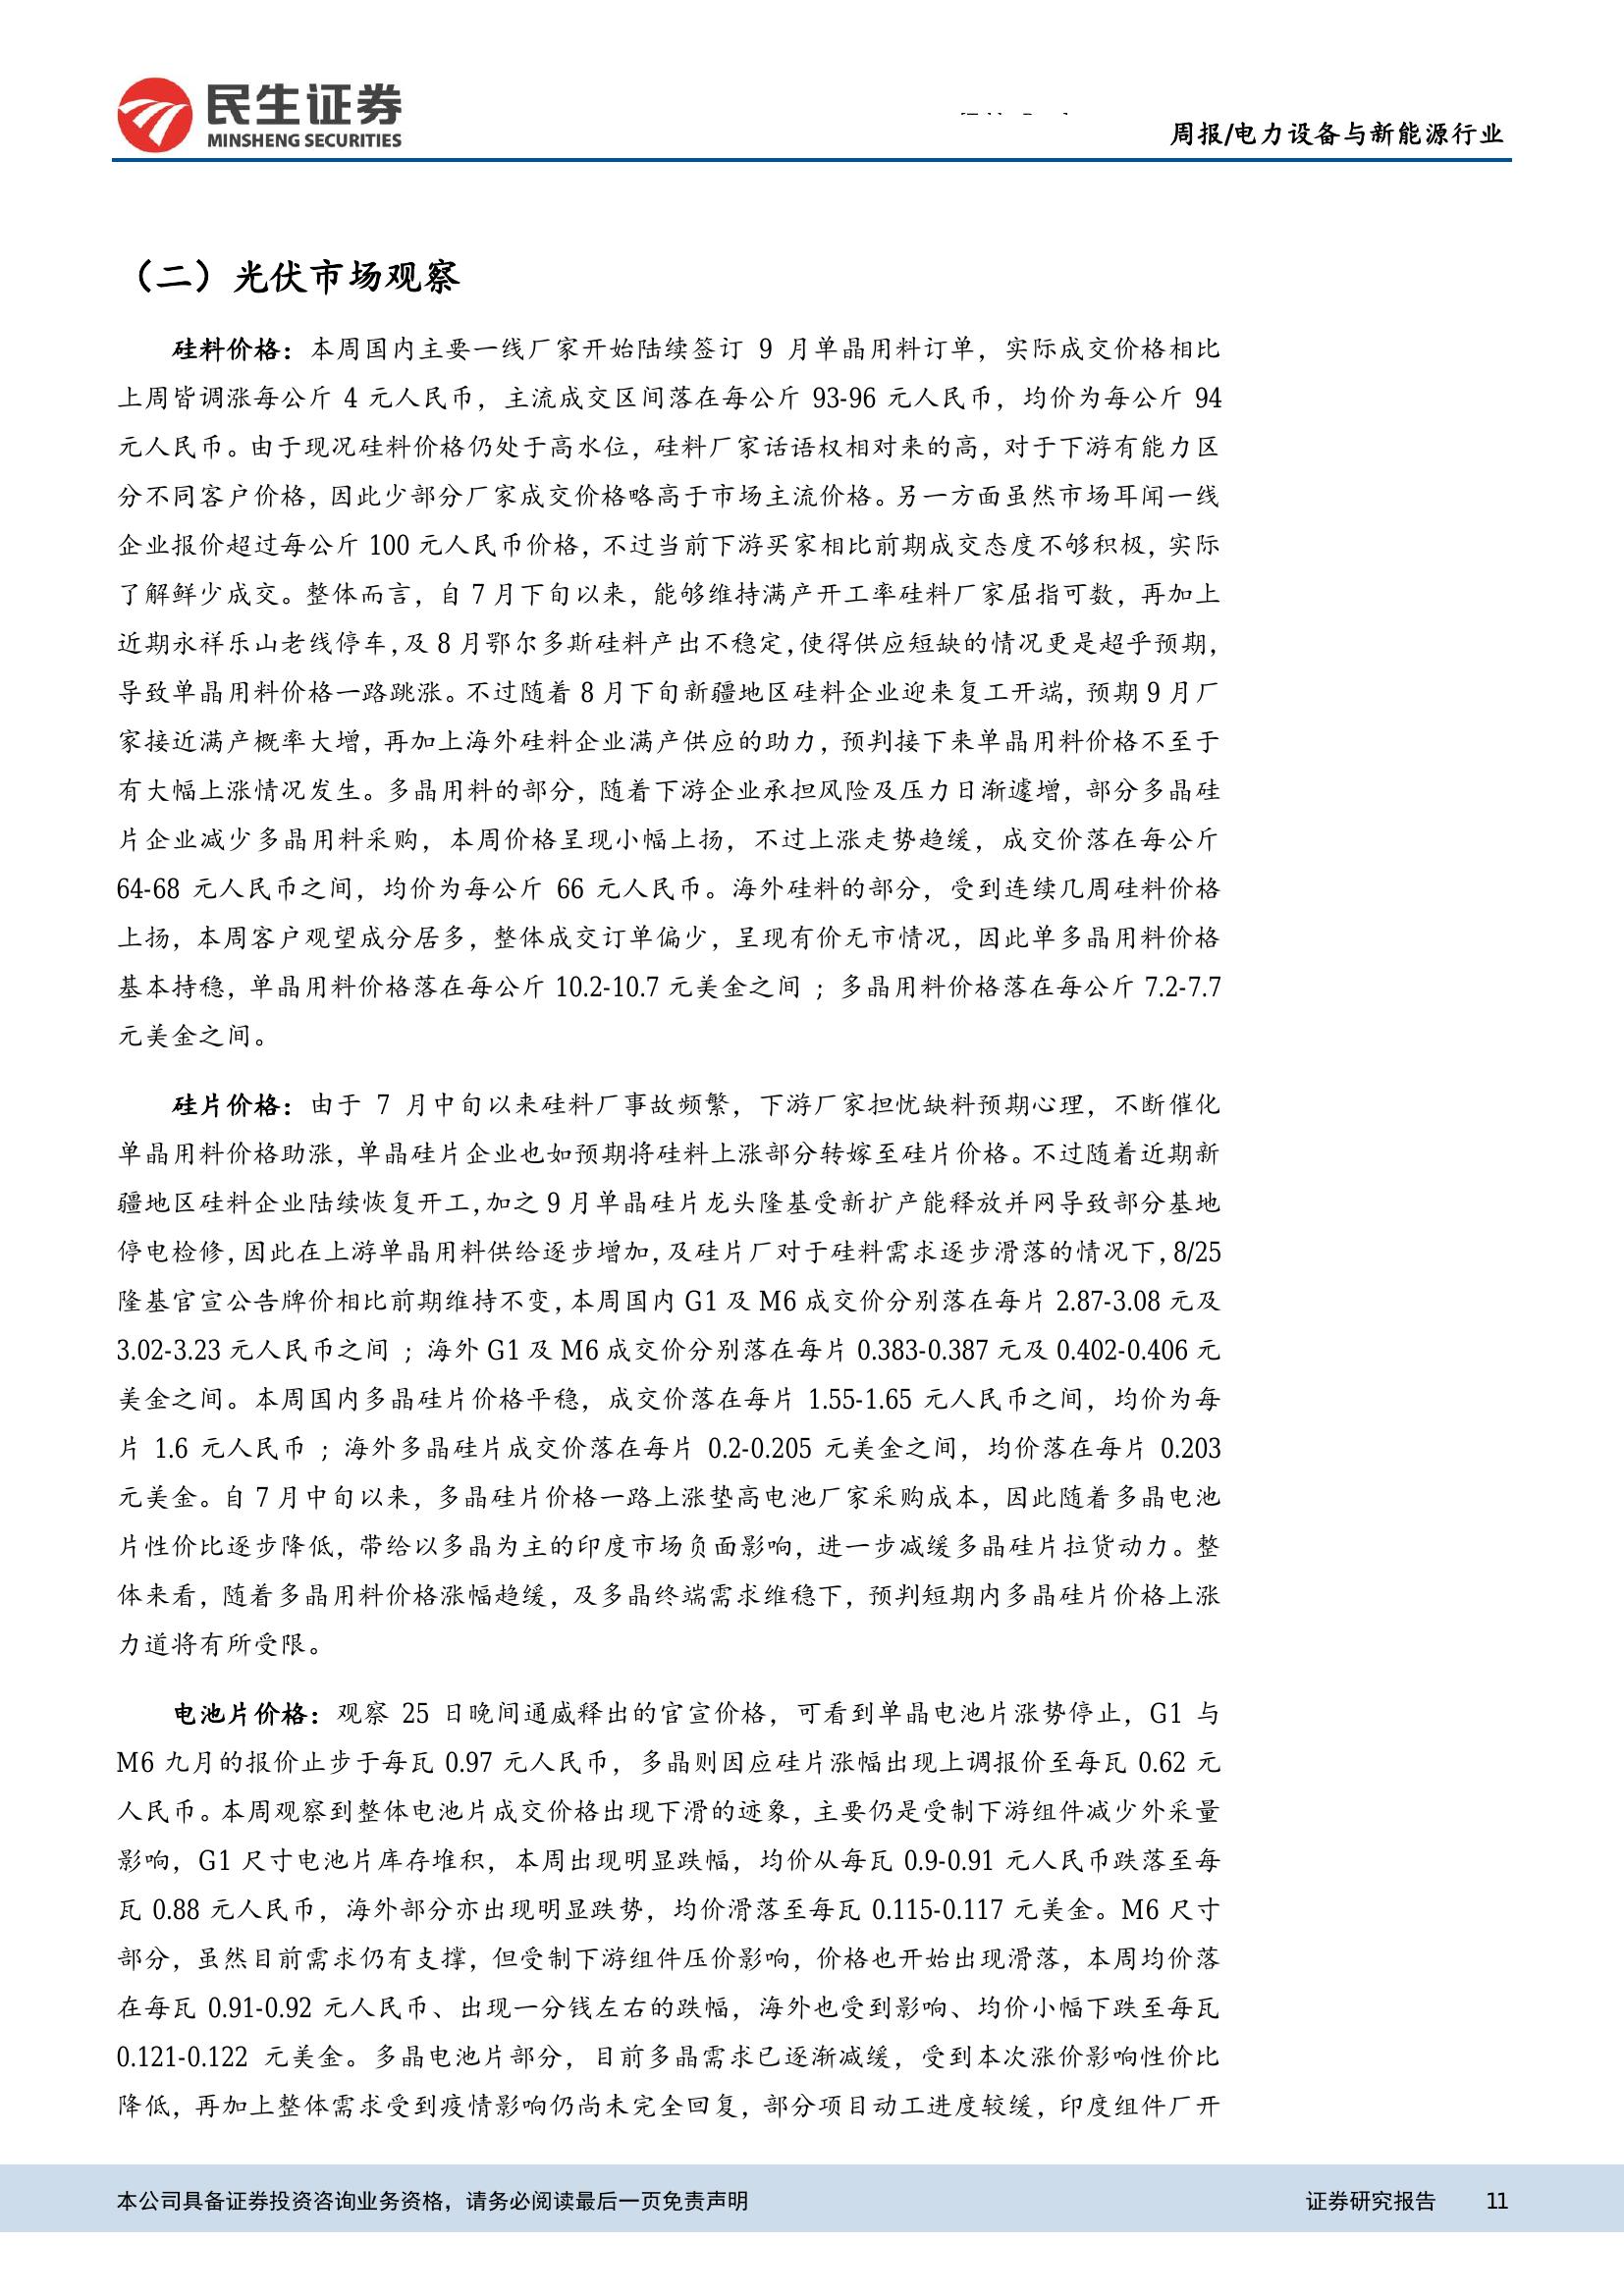 民生证券
MINSHENG SECURITIES
周报/电力设备与新能源行业
（二）光伏市场观察
硅料价格：本周国内主要一线厂家开始陆续签订 9 月单晶用料订单，实际成交价格相比
上周皆调涨每公斤 4 元人民币，主流成交区间落在每公斤 93-96 元人民币，均价为每公斤 94
元人民币。由于现况硅料价格仍处于高水位，硅料厂家话语权相对来的高，对于下游有能力区
分不同客户价格，因此少部分厂家成交价格略高于市场主流价格。另一方面虽然市场耳闻一线
企业报价超过每公斤 100 元人民币价格，不过当前下游买家相比前期成交态度不够积极，实际
了解鲜少成交。整体而言，自 7 月下旬以来，能够维持满产开工率硅料厂家屈指可数，再加上
近期永祥乐山老线停车,及 8 月鄂尔多斯硅料产出不稳定,使得供应短缺的情况更是超乎预期，
导致单晶用料价格一路跳涨。不过随着 8 月下旬新疆地区硅料企业迎来复工开端，预期 9 月厂
家接近满产概率大增，再加上海外硅料企业满产供应的助力，预判接下来单晶用料价格不至于
有大幅上涨情况发生。多晶用料的部分，随着下游企业承担风险及压力日渐遽增，部分多晶硅
片企业减少多晶用料采购，本周价格呈现小幅上扬，不过上涨走势趋缓，成交价落在每公斤
64-68 元人民币之间，均价为每公斤 66 元人民币。海外硅料的部分，受到连续几周硅料价格
上扬，本周客户观望成分居多，整体成交订单偏少，呈现有价无市情况，因此单多晶用料价格
基本持稳，单晶用料价格落在每公斤 10.2-10.7 元美金之间 ; 多晶用料价格落在每公斤 7.2-7.7
元美金之间。
硅片价格：由于 7 月中旬以来硅料厂事故频繁，下游厂家担忧缺料预期心理，不断催化
单晶用料价格助涨，单晶硅片企业也如预期将硅料上涨部分转嫁至硅片价格。不过随着近期新
疆地区硅料企业陆续恢复开工,加之 9 月单晶硅片龙头隆基受新扩产能释放并网导致部分基地
停电检修,因此在上游单晶用料供给逐步增加,及硅片厂对于硅料需求逐步滑落的情况下,8/25
隆基官宣公告牌价相比前期维持不变,本周国内 G1 及 M6 成交价分别落在每片 2.87-3.08 元及
3.02-3.23 元人民币之间 ; 海外 G1 及 M6 成交价分别落在每片 0.383-0.387 元及 0.402-0.406 元
美金之间。本周国内多晶硅片价格平稳，成交价落在每片 1.55-1.65 元人民币之间，均价为每
片 1.6 元人民币 ; 海外多晶硅片成交价落在每片 0.2-0.205 元美金之间，均价落在每片 0.203
元美金。自 7 月中旬以来，多晶硅片价格一路上涨垫高电池厂家采购成本，因此随着多晶电池
片性价比逐步降低，带给以多晶为主的印度市场负面影响，进一步减缓多晶硅片拉货动力。整
体来看，随着多晶用料价格涨幅趋缓，及多晶终端需求维稳下，预判短期内多晶硅片价格上涨
力道将有所受限。
电池片价格：观察 25 日晚间通威释出的官宣价格，可看到单晶电池片涨势停止，G1 与
M6 九月的报价止步于每瓦 0.97 元人民币，多晶则因应硅片涨幅出现上调报价至每瓦 0.62 元
人民币。本周观察到整体电池片成交价格出现下滑的迹象，主要仍是受制下游组件减少外采量
影响，G1 尺寸电池片库存堆积，本周出现明显跌幅，均价从每瓦 0.9-0.91 元人民币跌落至每
瓦 0.88 元人民币，海外部分亦出现明显跌势，均价滑落至每瓦 0.115-0.117 元美金。M6 尺寸
部分，虽然目前需求仍有支撑，但受制下游组件压价影响，价格也开始出现滑落，本周均价落
在每瓦 0.91-0.92 元人民币、出现一分钱左右的跌幅，海外也受到影响、均价小幅下跌至每瓦
0.121-0.122 元美金。多晶电池片部分，目前多晶需求已逐渐减缓，受到本次涨价影响性价比
降低，再加上整体需求受到疫情影响仍尚未完全回复，部分项目动工进度较缓，印度组件厂开
本公司具备证券投资咨询业务资格，请务必阅读最后一页免责声明
证券研究报告 11